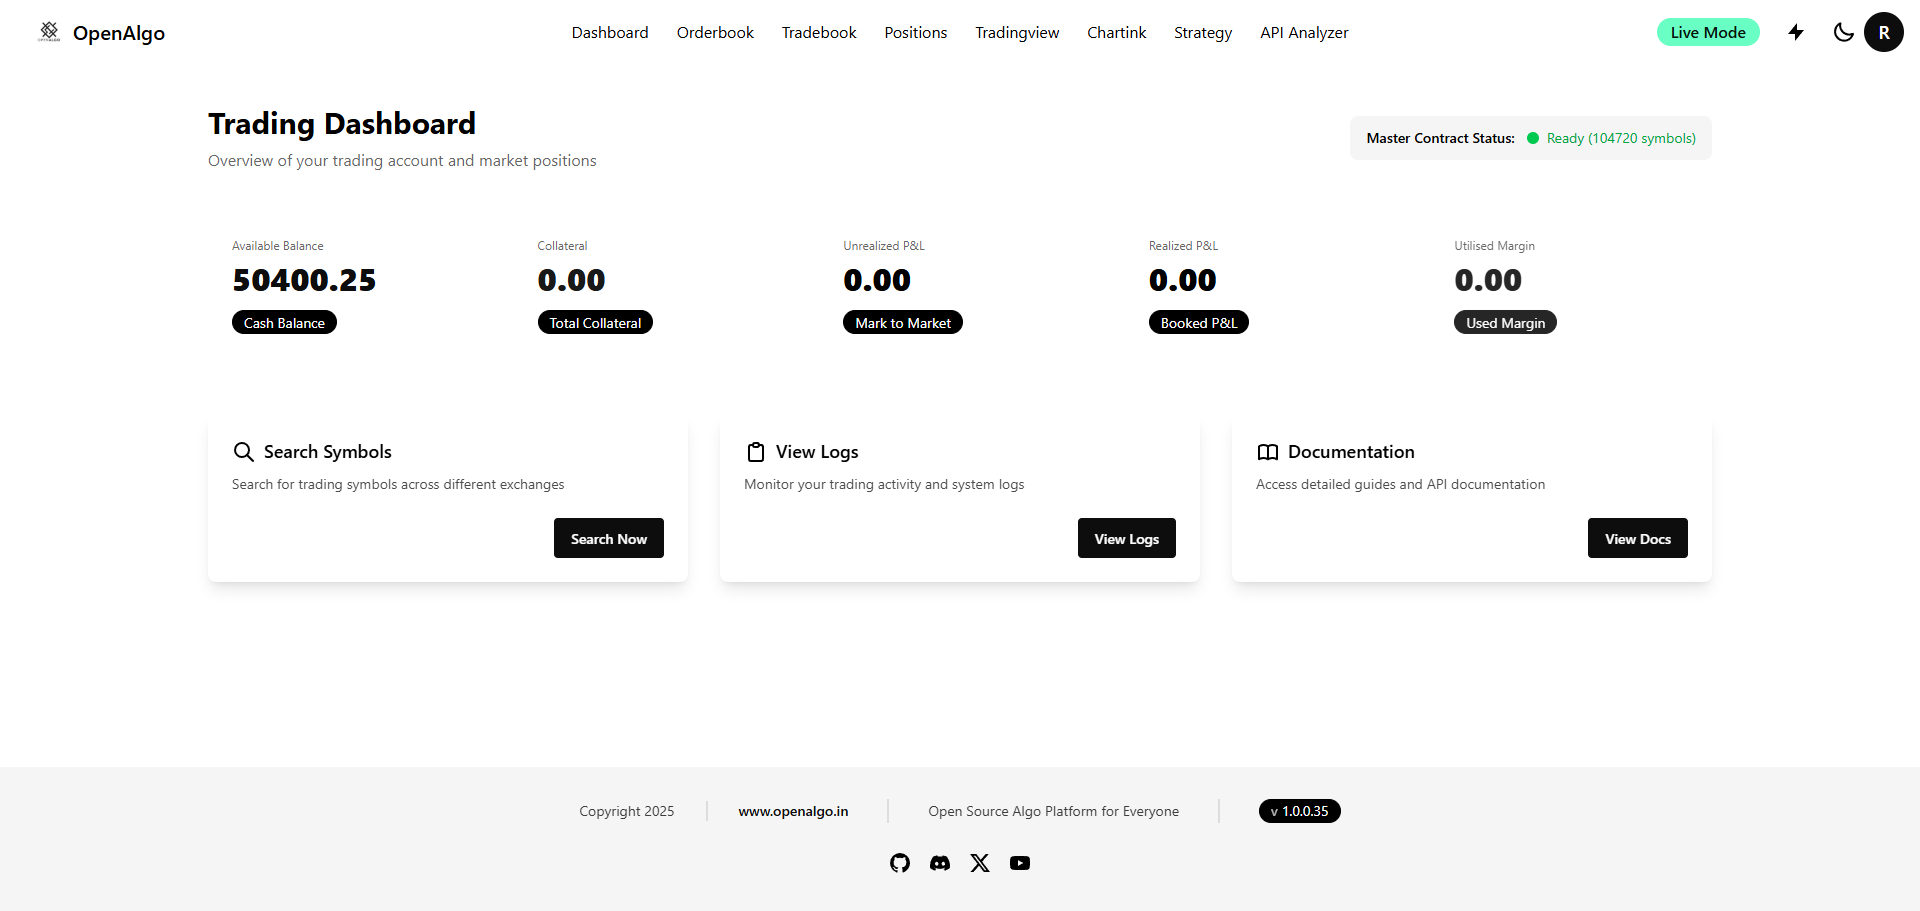 OpenAlgo
Dashboard Orderbook Tradebook Positions Tradingview Chartink Strategy API Analyzer
Live Mode
R
Trading Dashboard
Overview of your trading account and market positions
Master Contract Status: Ready (104720 symbols)
Available Balance
50400.25
Cash Balance
Collateral
0.00
Total Collateral
Unrealized P&L
0.00
Mark to Market
Realized P&L
0.00
Booked P&L
Utilised Margin
0.00
Used Margin
Search Symbols
Search for trading symbols across different exchanges
Search Now
View Logs
Monitor your trading activity and system logs
View Logs
Documentation
Access detailed guides and API documentation
View Docs
Copyright 2025
www.openalgo.in
Open Source Algo Platform for Everyone
v 1.0.0.35